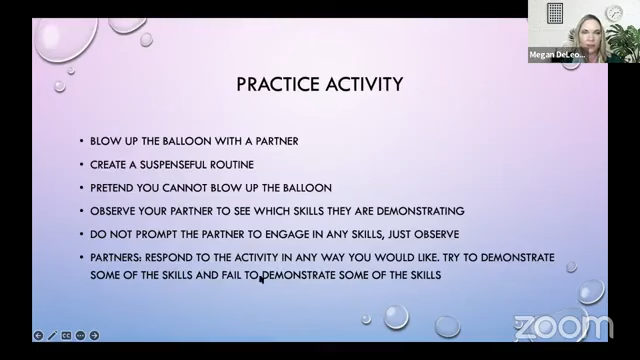 Megan DeLeo...
PRACTICE ACTIVITY
• BLOW UP THE BALLOON WITH A PARTNER
• CREATE A SUSPENSEFUL ROUTINE
• PRETEND YOU CANNOT BLOW UP THE BALLOON
• OBSERVE YOUR PARTNER TO SEE WHICH SKILLS THEY ARE DEMONSTRATING
• DO NOT PROMPT THE PARTNER TO ENGAGE IN ANY SKILLS, JUST OBSERVE
• PARTNERS: RESPOND TO THE ACTIVITY IN ANY WAY YOU WOULD LIKE. TRY TO DEMONSTRATE
SOME OF THE SKILLS AND FAIL TO DEMONSTRATE SOME OF THE SKILLS
zoom